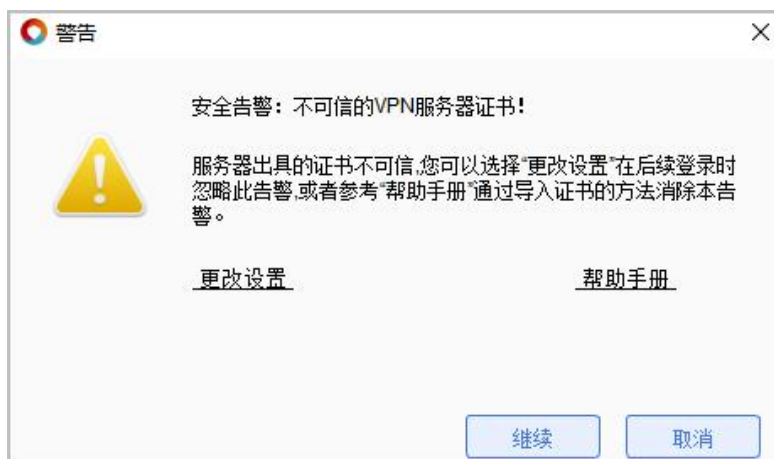 警告
安全告警：不可信的VPN服务器证书!
服务器出具的证书不可信,您可以选择"更改设置"在后续登录时
忽略此告警,或者参考"帮助手册"通过导入证书的方法消除本告
警。
更改设置 帮助手册
继续 取消